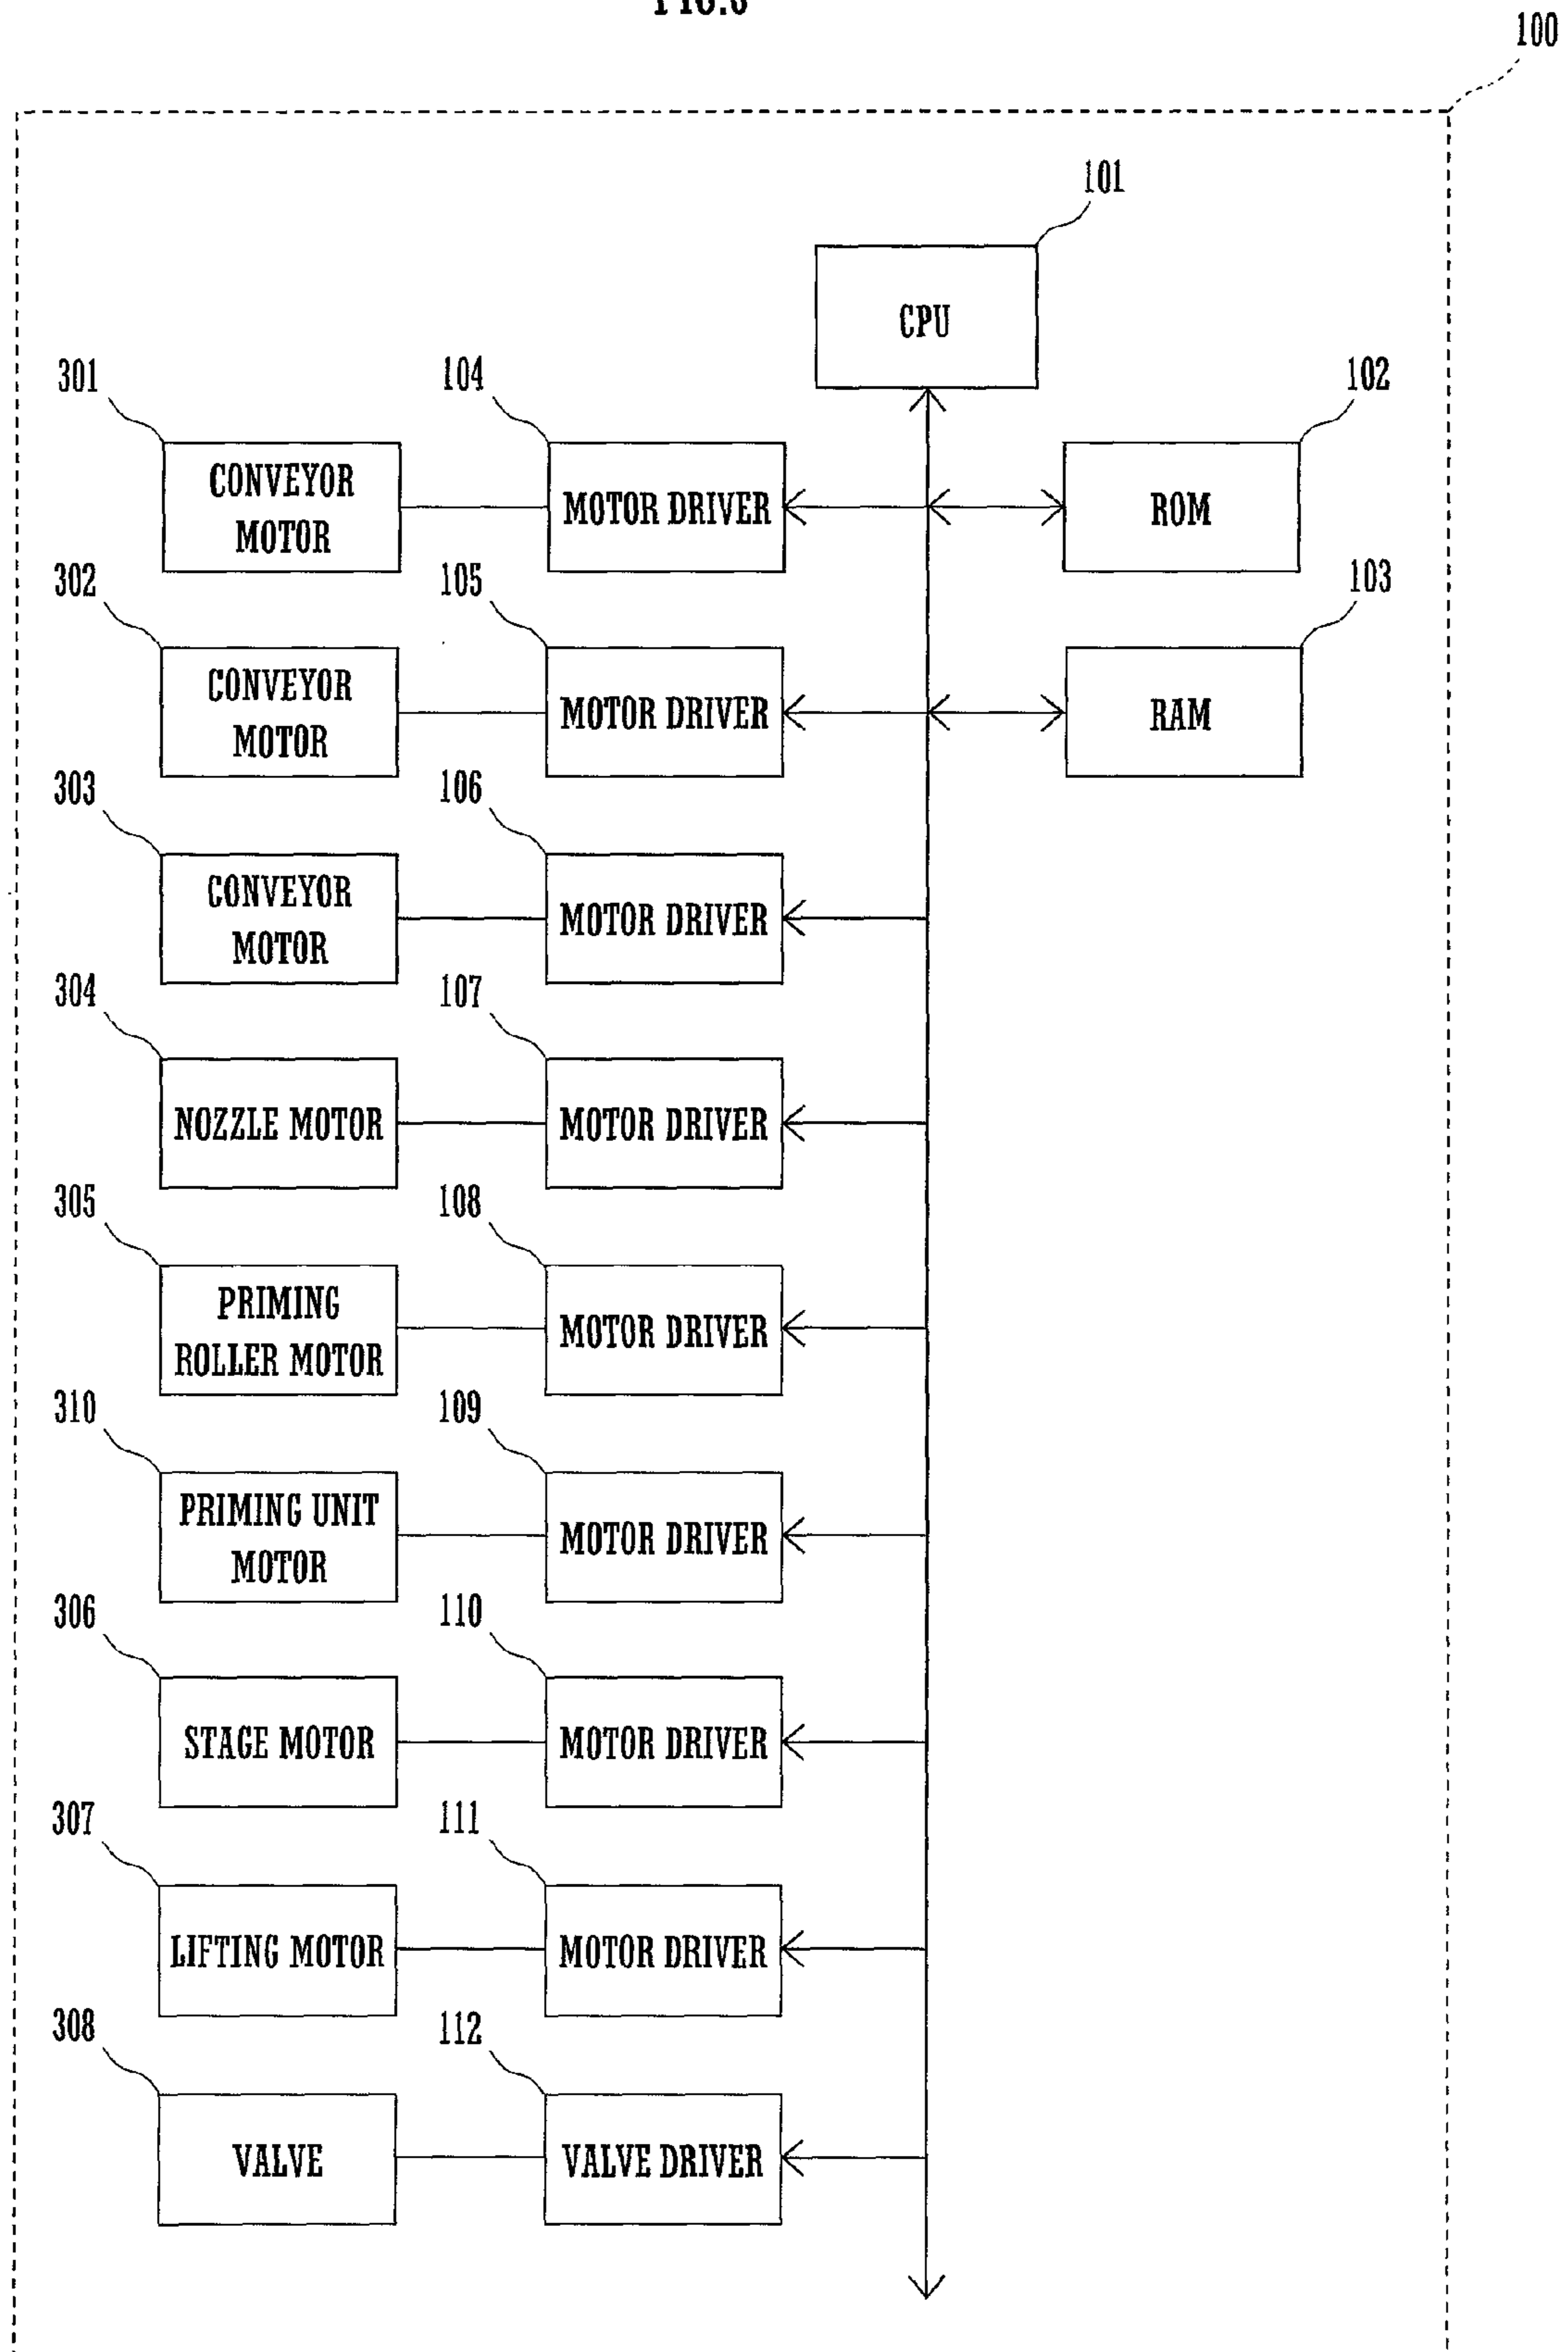 100
101
CPU
301
104
102
CONVEYOR
MOTOR
MOTOR DRIVER
ROM
302
105
103
CONVEYOR
MOTOR
MOTOR DRIVER
RAM
303
106
CONVEYOR
MOTOR
MOTOR DRIVER
304
107
NOZZLE MOTOR
MOTOR DRIVER
305
108
PRIMING
ROLLER MOTOR
MOTOR DRIVER
310
109
PRIMING UNIT
MOTOR
MOTOR DRIVER
306
110
STAGE MOTOR
MOTOR DRIVER
307
111
LIFTING MOTOR
MOTOR DRIVER
308
112
VALVE
VALVE DRIVER